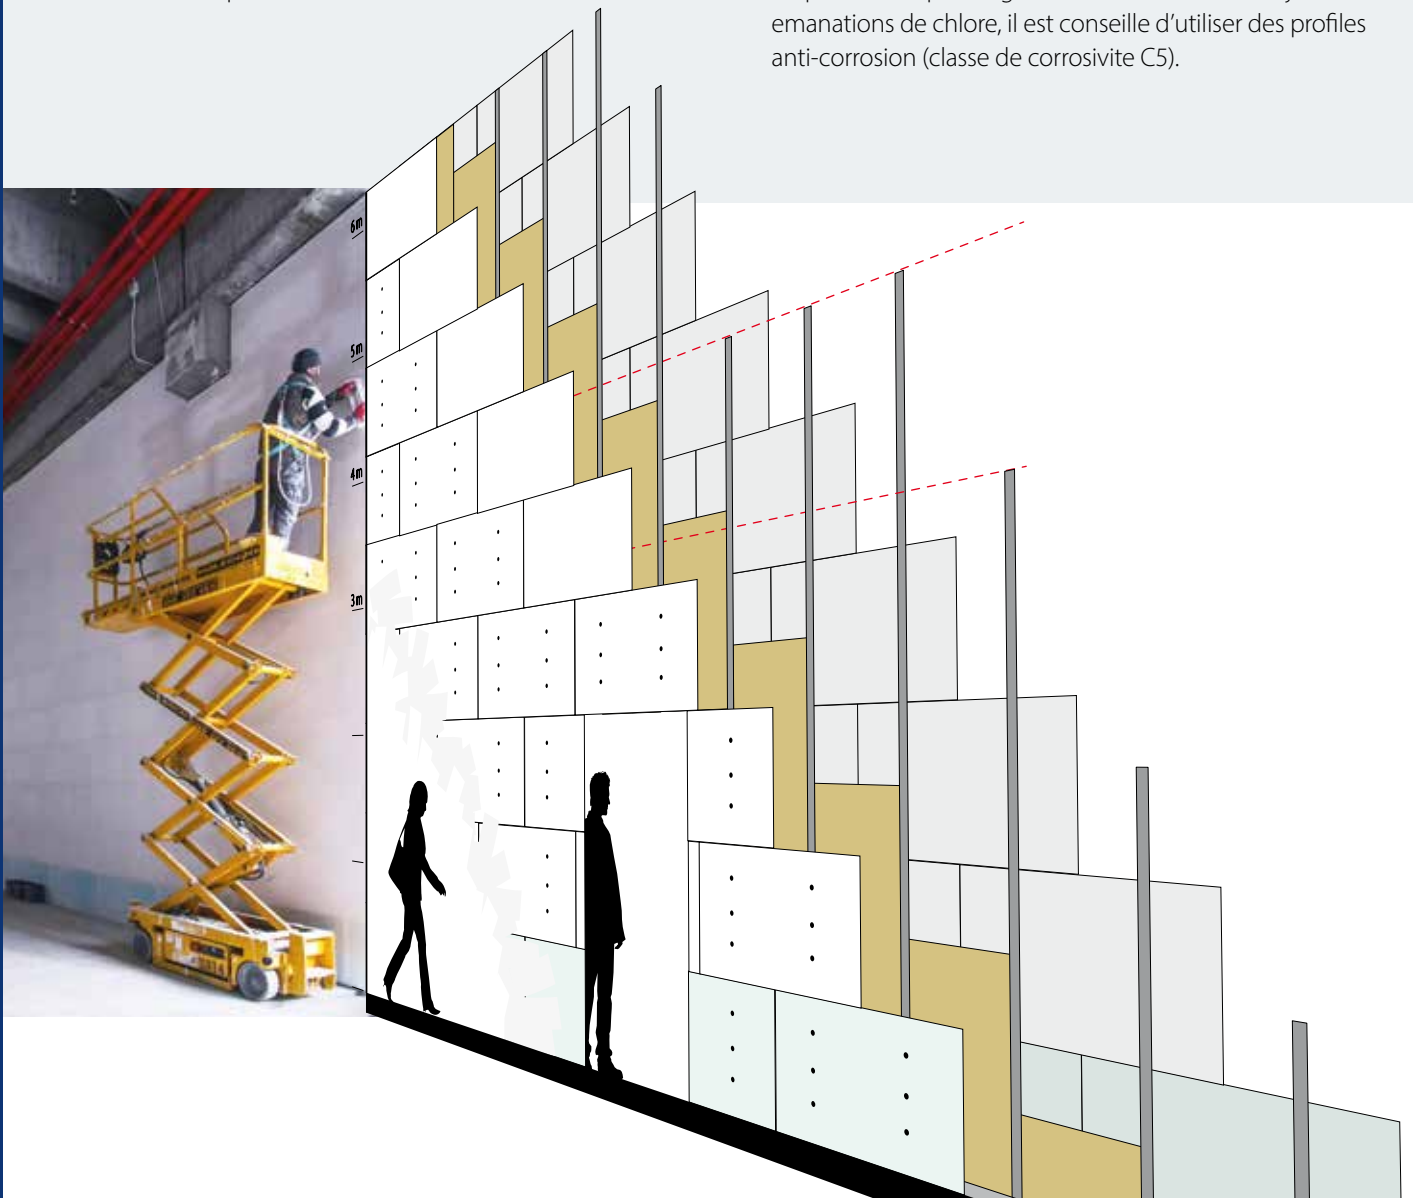 emanations de chlore, il est conseille d’utiliser des profiles
anti-corrosion (classe de corrosivite C5).
6m
5m
4m
3m